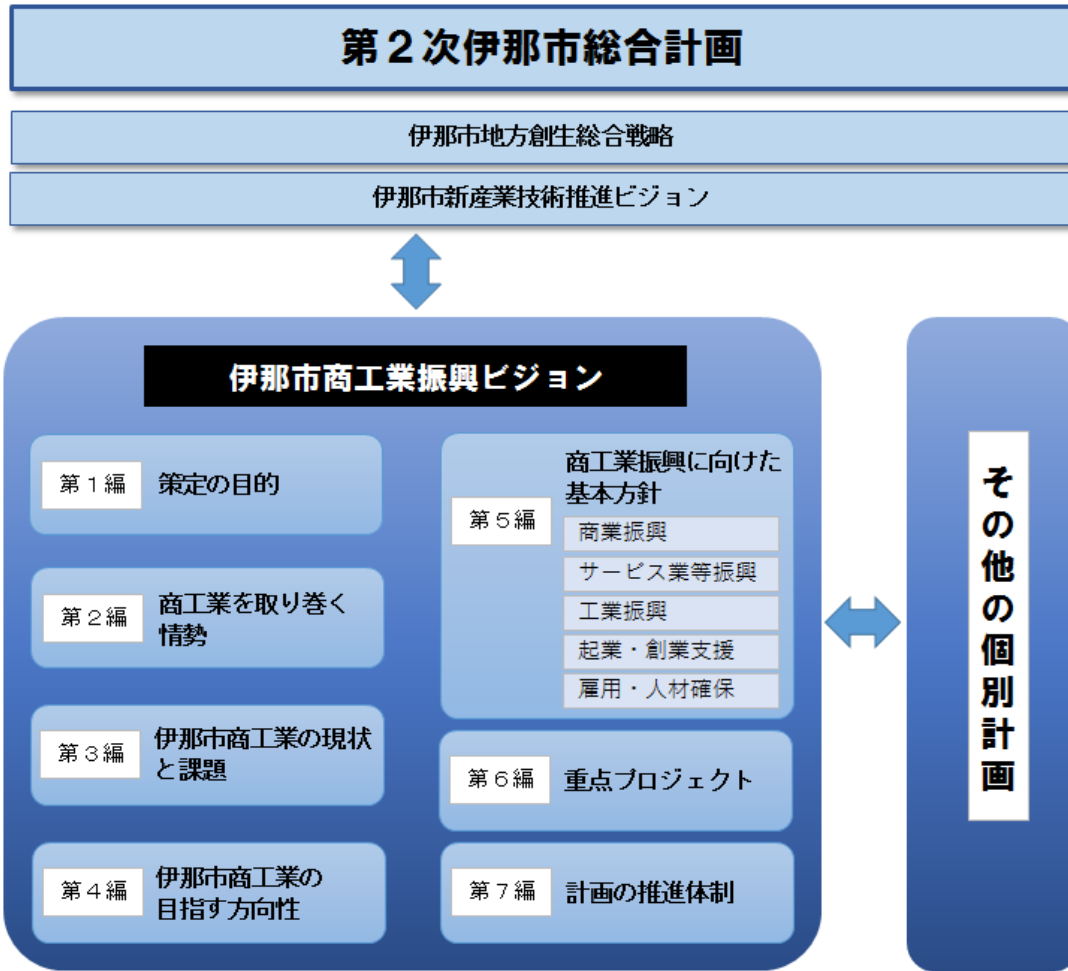 第２次伊那市総合計画
伊那市地方創生総合戦略
伊那市新産業技術推進ビジョン
伊那市商工業振興ビジョン
第１編
策定の目的
第２編
商工業を取り巻く
情勢
第３編
伊那市商工業の現状
と課題
第４編
伊那市商工業の
目指す方向性
第５編
商工業振興に向けた
基本方針
商業振興
サービス業等振興
工業振興
起業・創業支援
雇用・人材確保
第６編
重点プロジェクト
第７編
計画の推進体制
その他の個別計画